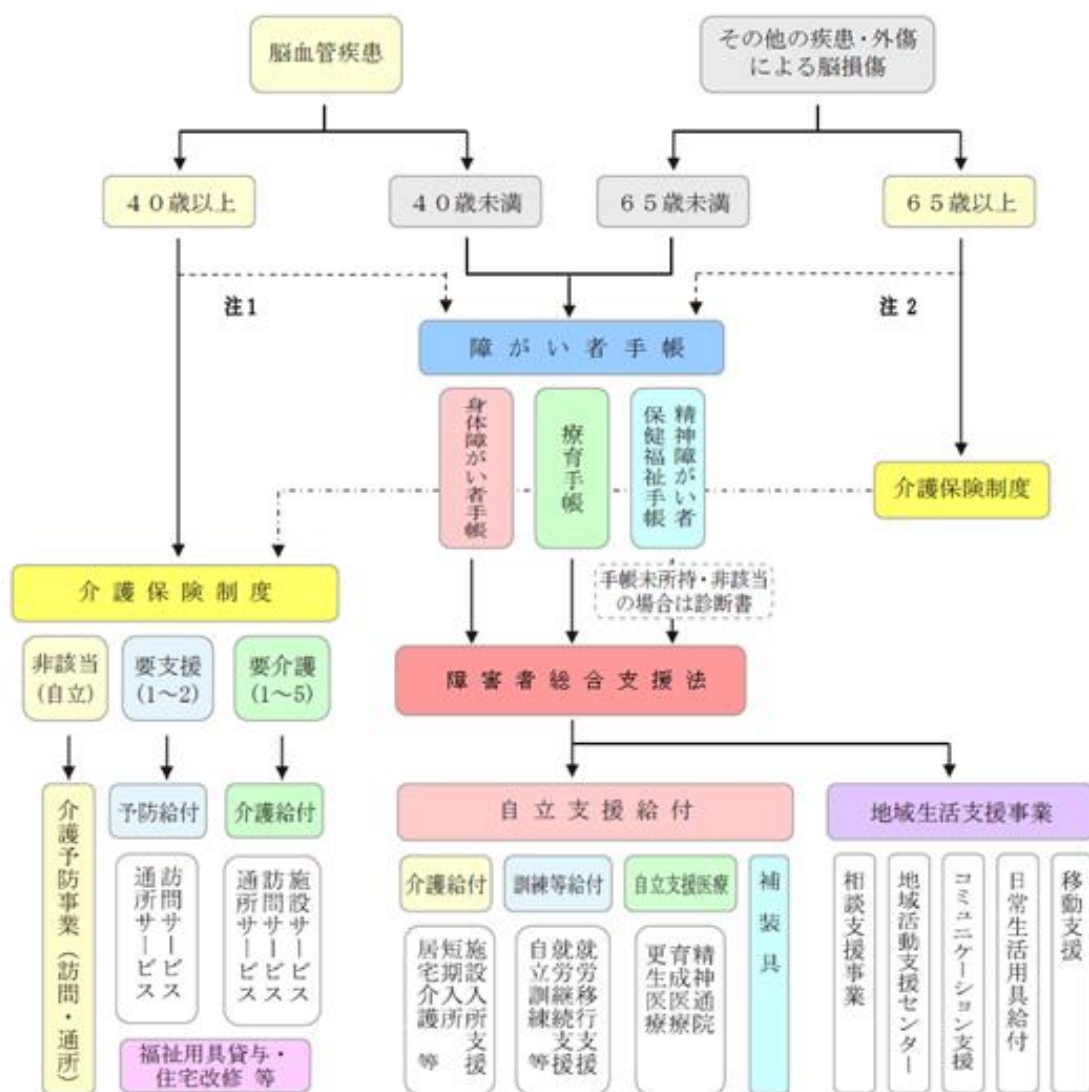 脳血管疾患
その他の疾患・外傷
による脳損傷
40歳以上
40歳未満
65歳未満
65歳以上
注1
注2
障がい者手帳
身体障がい者手帳
療育手帳
精神障がい者
保健福祉手帳
介護保険制度
手帳未所持・非該当
の場合は診断書
介護保険制度
非該当
(自立)
要支援
(1～2)
要介護
(1～5)
障害者総合支援法
介護予防事業(訪問・通所)
予防給付
訪問サービス
通所サービス
介護給付
施設サービス
訪問サービス
通所サービス
福祉用具貸与・
住宅改修 等
自立支援給付
介護給付
施設入所支援
短期入所
居宅介護 等
訓練等給付
就労移行支援
就労継続支援
自立訓練 等
自立支援医療
精神通院
育成医療
更生医療
補装具
地域生活支援事業
相談支援事業
地域活動支援センター
コミュニケーション支援
日常生活用具給付
移動支援